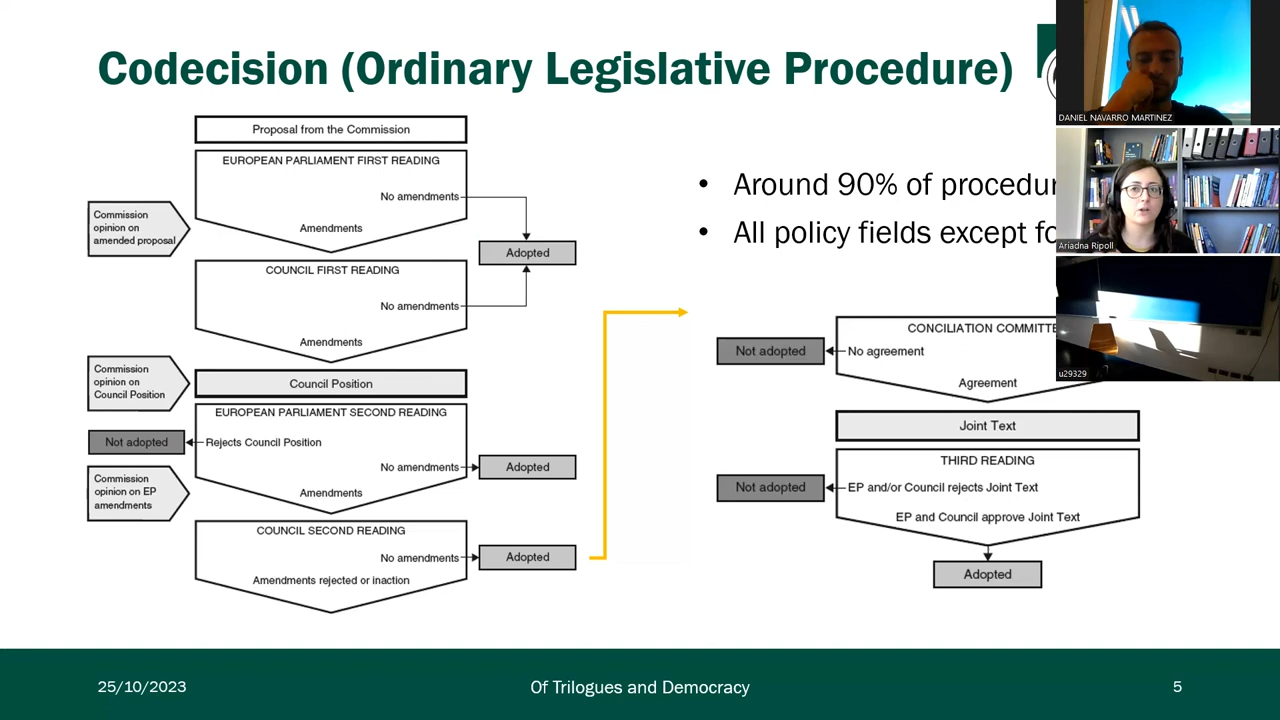 Codecision (Ordinary Legislative Procedure)
Proposal from the Commission
EUROPEAN PARLIAMENT FIRST READING
No amendments
Commission
opinion on
amended proposal
Amendments
Adopted
COUNCIL FIRST READING
No amendments
Amendments
Commission
opinion on
Council Position
Council Position
EUROPEAN PARLIAMENT SECOND READING
Not adopted
Rejects Council Position
No amendments
Adopted
Commission
opinion on EP
amendments
Amendments
COUNCIL SECOND READING
No amendments
Adopted
Amendments rejected or inaction
• Around 90% of
• All policy fields except
CONCILIATION
Not adopted
No agreement
Agreement
Joint Text
THIRD READING
Not adopted
EP and/or Council rejects Joint Text
EP and Council approve Joint Text
Adopted
DANIEL NAVARRO MARTINEZ
Ariadna Ripoll
u29329
25/10/2023
Of Trilogues and Democracy
5